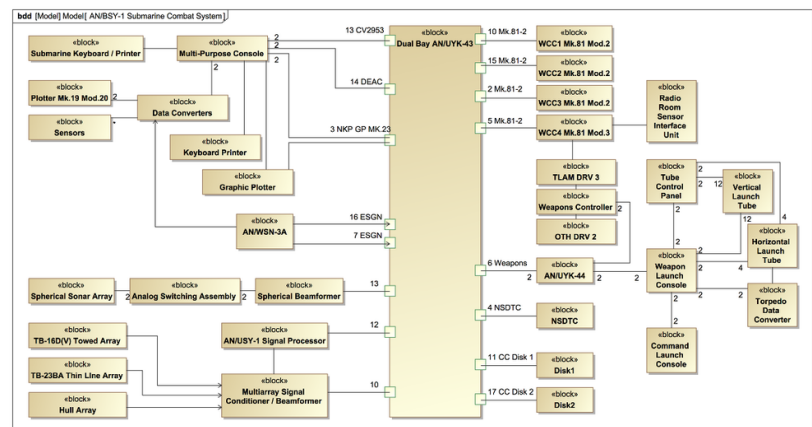 bdd [Model] Model[ AN/BSY-1 Submarine Combat System]
«block»
Submarine Keyboard / Printer
«block»
Multi-Purpose Console
2
2
2
2
13 CV2953
«block»
Dual Bay AN/UYK-43
10 Mk.81-2
«block»
WCC1 Mk.81 Mod.2
15 Mk.81-2
«block»
WCC2 Mk.81 Mod.2
14 DEAC
2 Mk.81-2
«block»
WCC3 Mk.81 Mod.2
5 Mk.81-2
«block»
WCC4 Mk.81 Mod.3
«block»
Radio
Room
Sensor
Interface
Unit
«block»
Plotter Mk.19 Mod.20
2
«block»
Data Converters
«block»
Sensors
*
3 NKP GP MK.23
«block»
Keyboard Printer
«block»
Graphic Plotter
«block»
TLAM DRV 3
«block»
Weapons Controller
2
«block»
OTH DRV 2
«block»
Tube
Control
Panel
2
2
12
«block»
Vertical
Launch
Tube
12
4
2
«block»
AN/WSN-3A
16 ESGN
7 ESGN
«block»
Horizontal
Launch
Tube
6 Weapons
2
«block»
AN/UYK-44
2
2
2
«block»
Weapon
Launch
Console
2
2
4
2
2
2
«block»
Torpedo
Data
Converter
2
«block»
Command
Launch
Console
«block»
Spherical Sonar Array
2
«block»
Analog Switching Assembly
2
«block»
Spherical Beamformer
13
4 NSDTC
«block»
NSDTC
«block»
TB-16D(V) Towed Array
«block»
AN/USY-1 Signal Processor
12
«block»
TB-23BA Thin LIne Array
«block»
Multiarray Signal
Conditioner / Beamformer
10
11 CC Disk 1
«block»
Disk1
«block»
Hull Array
17 CC Disk 2
«block»
Disk2